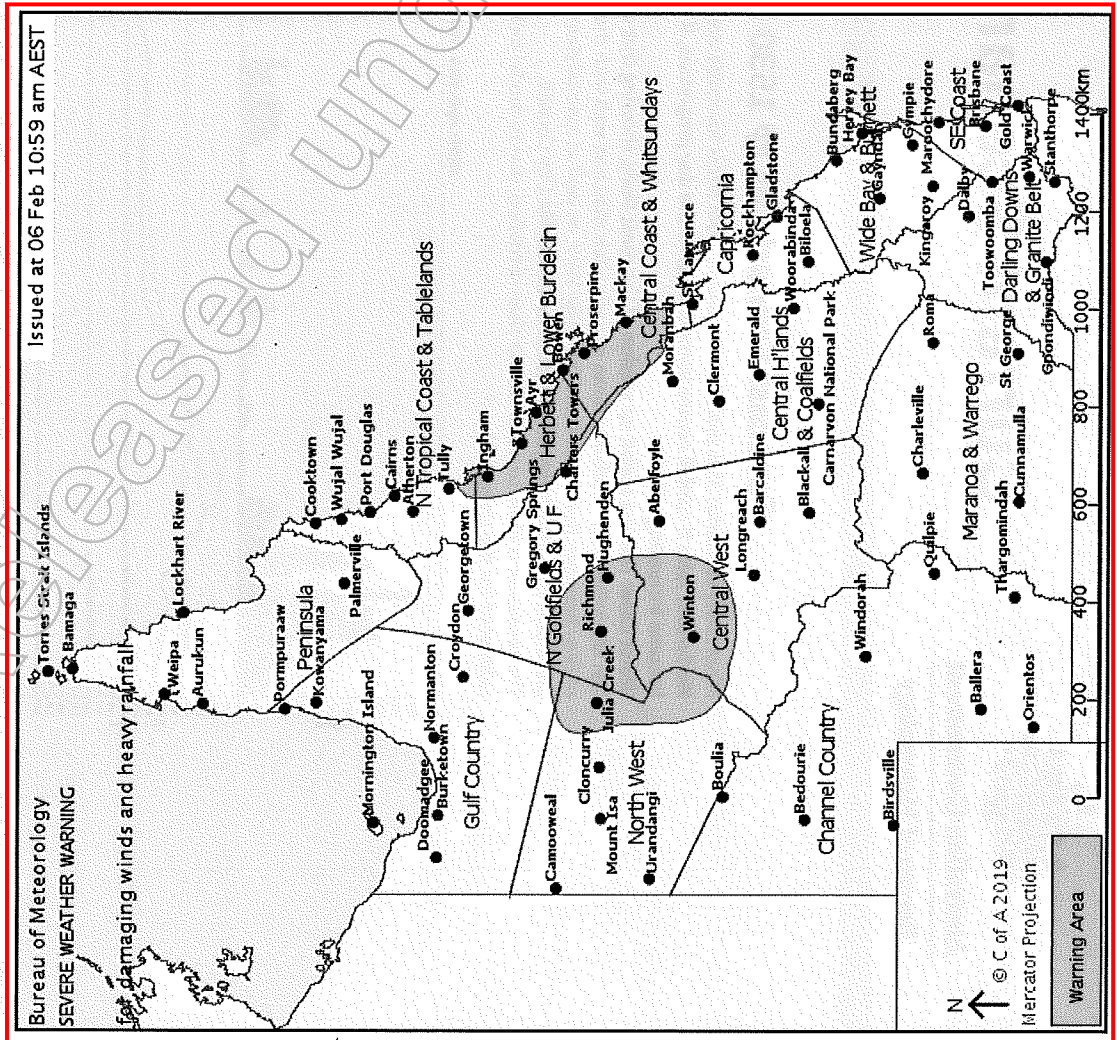 Bureau of Meteorology
SEVERE WEATHER WARNING
for damaging winds and heavy rainfall
Issued at 06 Feb 10:59 am AEST
Torres Strait Islands
Bamaga
Weipa
Lockhart River
Aurukun
Pormpuraaw
Peninsula
Kowanyama
Cooktown
Palmerville
Wujal Wujal
Port Douglas
Mornington Island
Cairns
Atherton
N Tropical Coast & Tablelands
Doomadgee
Burketown
Normanton
Croydon
Georgetown
Tully
Gulf Country
Ingham
Townsville
Gregory Springs
Ayr
Herbert & Lower Burdekin
Camooweal
N Goldfields & U F
Charters Towers
Bowen
Cloncurry
Julia Creek
Richmond
Hughenden
Proserpine
Mount Isa
North West
Urandangi
Mackay
Central Coast & Whitsundays
Aberfoyle
Moranbah
St Lawrence
Winton
Central West
Boulia
Clermont
Capricornia
Longreach
Barcaldine
Emerald
Rockhampton
Central H'lands
& Coalfields
Gladstone
Woorabinda
Biloela
Bedourie
Channel Country
Blackall
Carnarvon National Park
Bundaberg
Hervey Bay
Windorah
Wide Bay & Burnett
Gayndah
Birdsville
Gympie
Maroochydore
Kingaroy
Charleville
Roma
Quilpie
SE Coast
Maranoa & Warrego
Dalby
Brisbane
Toowoomba
Ballera
Thargomindah
Cunnamulla
St George
Darling Downs
& Granite Belt
Gold Coast
Warwick
Stanthorpe
Goondiwindi
Orientos
N
© C of A 2019
Mercator Projection
Warning Area
0 200 400 600 800 1000 1200 1400km
eleased und